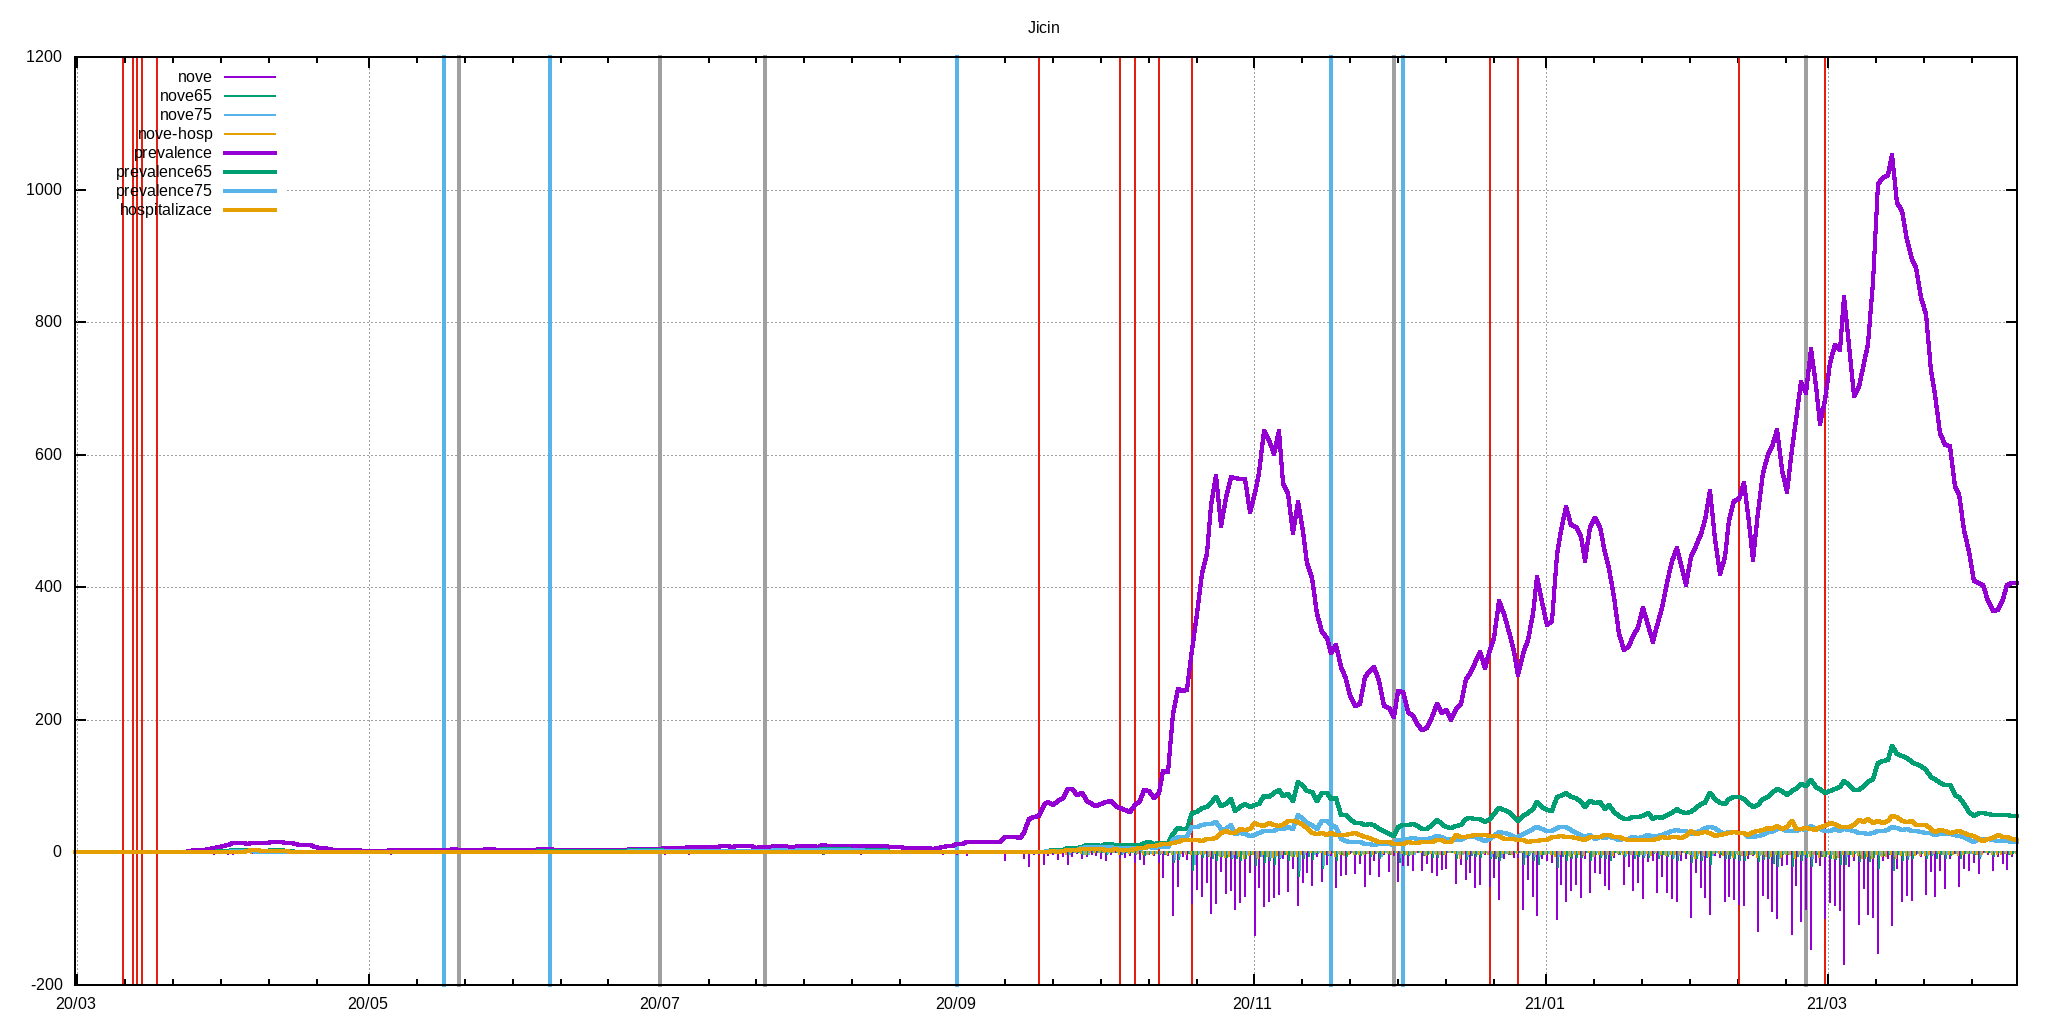 Jicin
1200
1000
800
600
400
200
0
-200
nove
nove65
nove75
nove-hosp
prevalence
prevalence65
prevalence75
hospitalizace
20/03 20/05 20/07 20/09 20/11 21/01 21/03